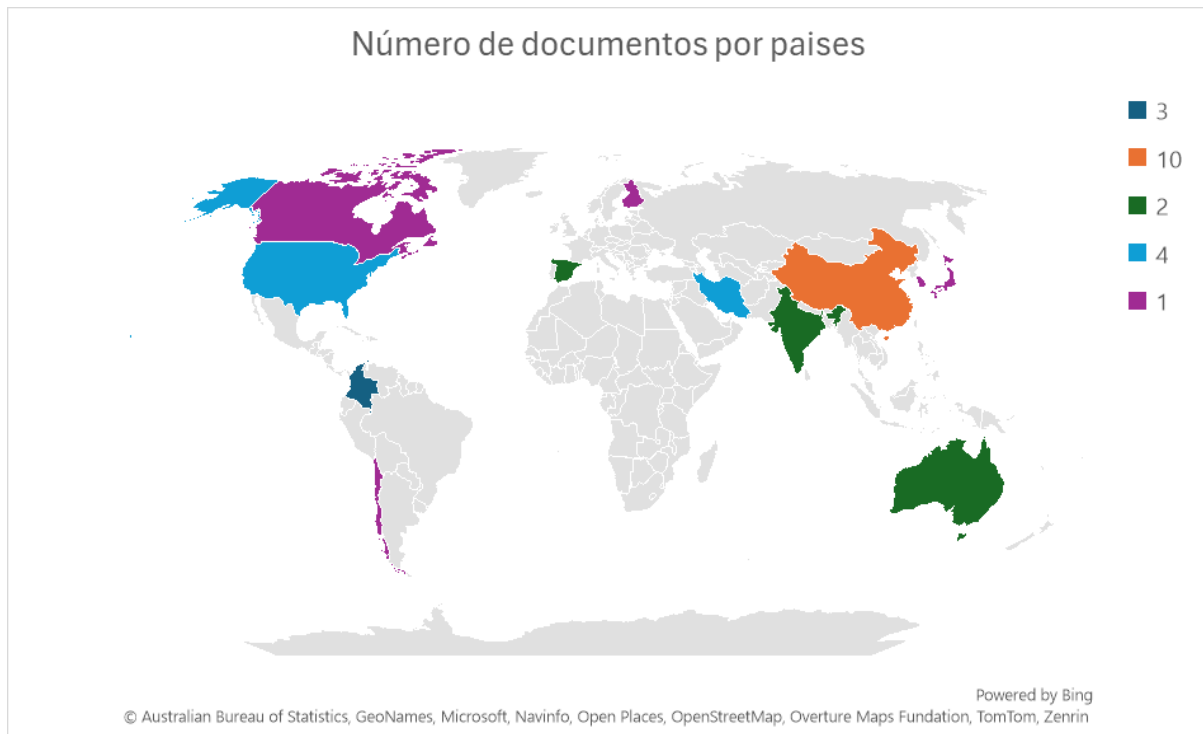 Número de documentos por paises
3
10
2
4
1
Powered by Bing
© Australian Bureau of Statistics, GeoNames, Microsoft, Navinfo, Open Places, OpenStreetMap, Overture Maps Fundation, TomTom, Zenrin